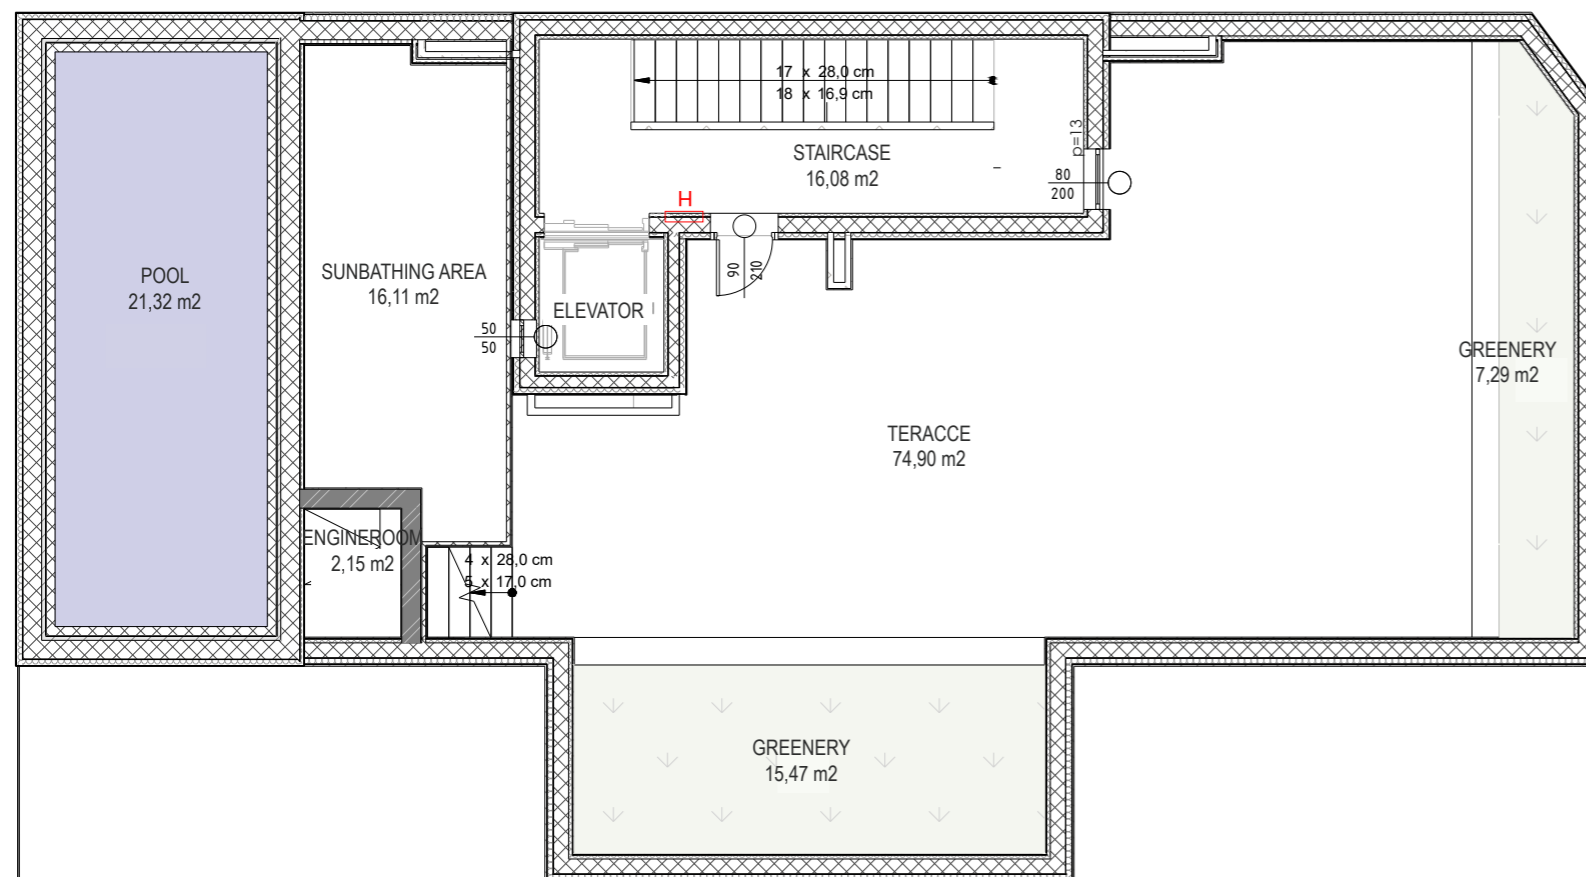 17 x 28,0 cm
18 x 16,9 cm
STAIRCASE
16,08 m2
p=13
80
200
H
90
210
POOL
21,32 m2
SUNBATHING AREA
16,11 m2
ELEVATOR
50
50
GREENERY
7,29 m2
TERACCE
74,90 m2
ENGINEROOM
2,15 m2
4 x 28,0 cm
5 x 17,0 cm
GREENERY
15,47 m2